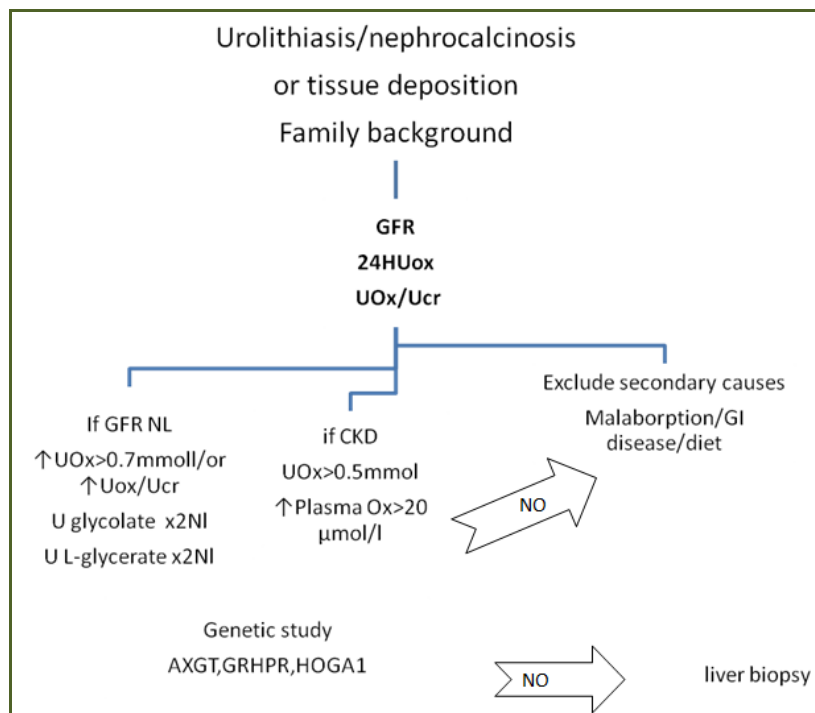 Urolithiasis/nephrocalcinosis
or tissue deposition
Family background
GFR
24HUox
UOx/Ucr
If GFR NL
↑UOx>0.7mmoll/or
↑Uox/Ucr
U glycolate x2Nl
U L-glycerate x2Nl
if CKD
UOx>0.5mmol
↑Plasma Ox>20
μmol/l
NO
Exclude secondary causes
Malaborption/GI
disease/diet
Genetic study
AXGT,GRHPR,HOGA1
NO
liver biopsy